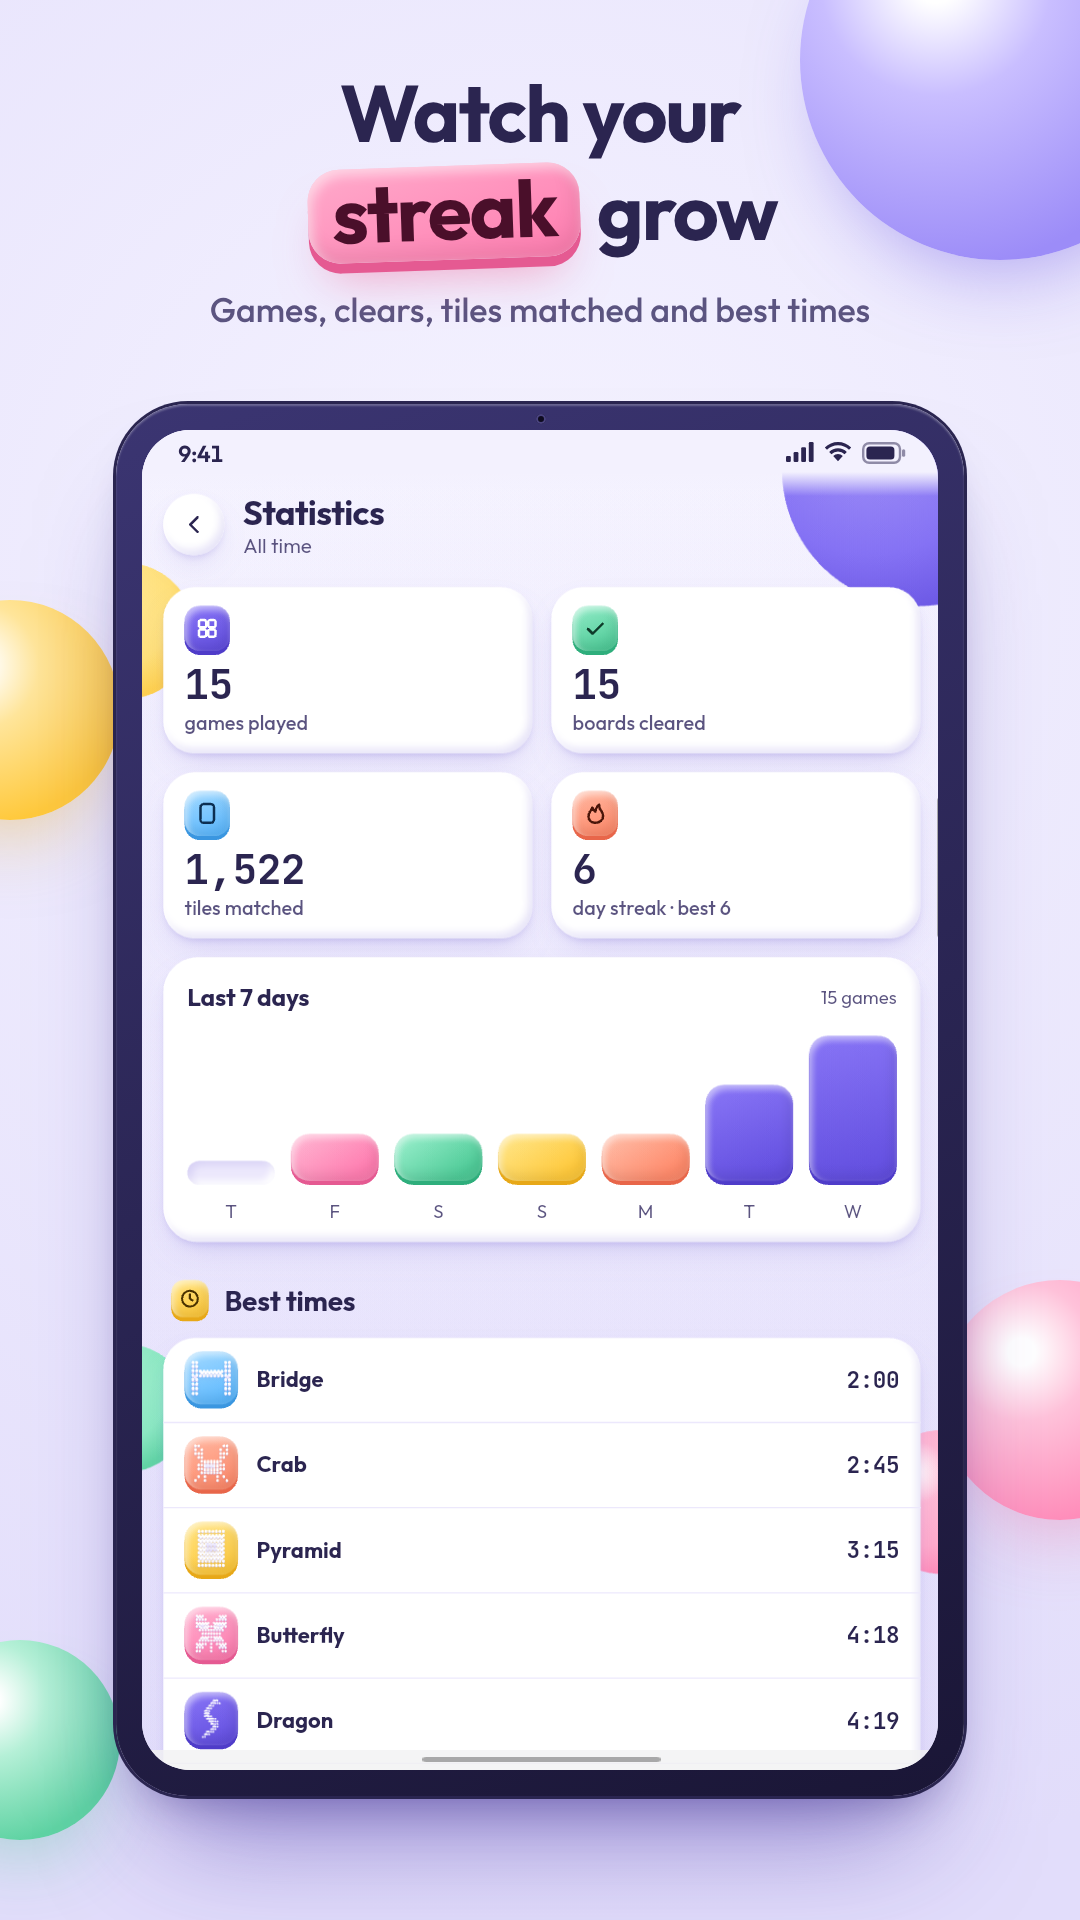 Watch your
streak grow
Games, clears, tiles matched and best times
9:41
Statistics
All time
15
games played
15
boards cleared
1,522
tiles matched
6
day streak · best 6
Last 7 days
15 games
T F S S M T W
Best times
Bridge 2:00
Crab 2:45
Pyramid 3:15
Butterfly 4:18
Dragon 4:19